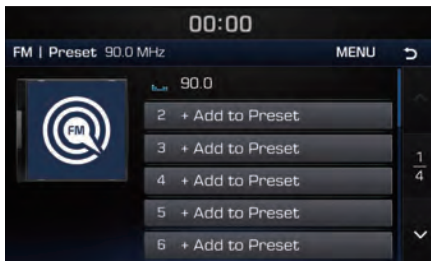 00:00
FM | Preset 90.0 MHz MENU
90.0
FM
2 + Add to Preset
3 + Add to Preset
4 + Add to Preset
5 + Add to Preset
6 + Add to Preset
1
4